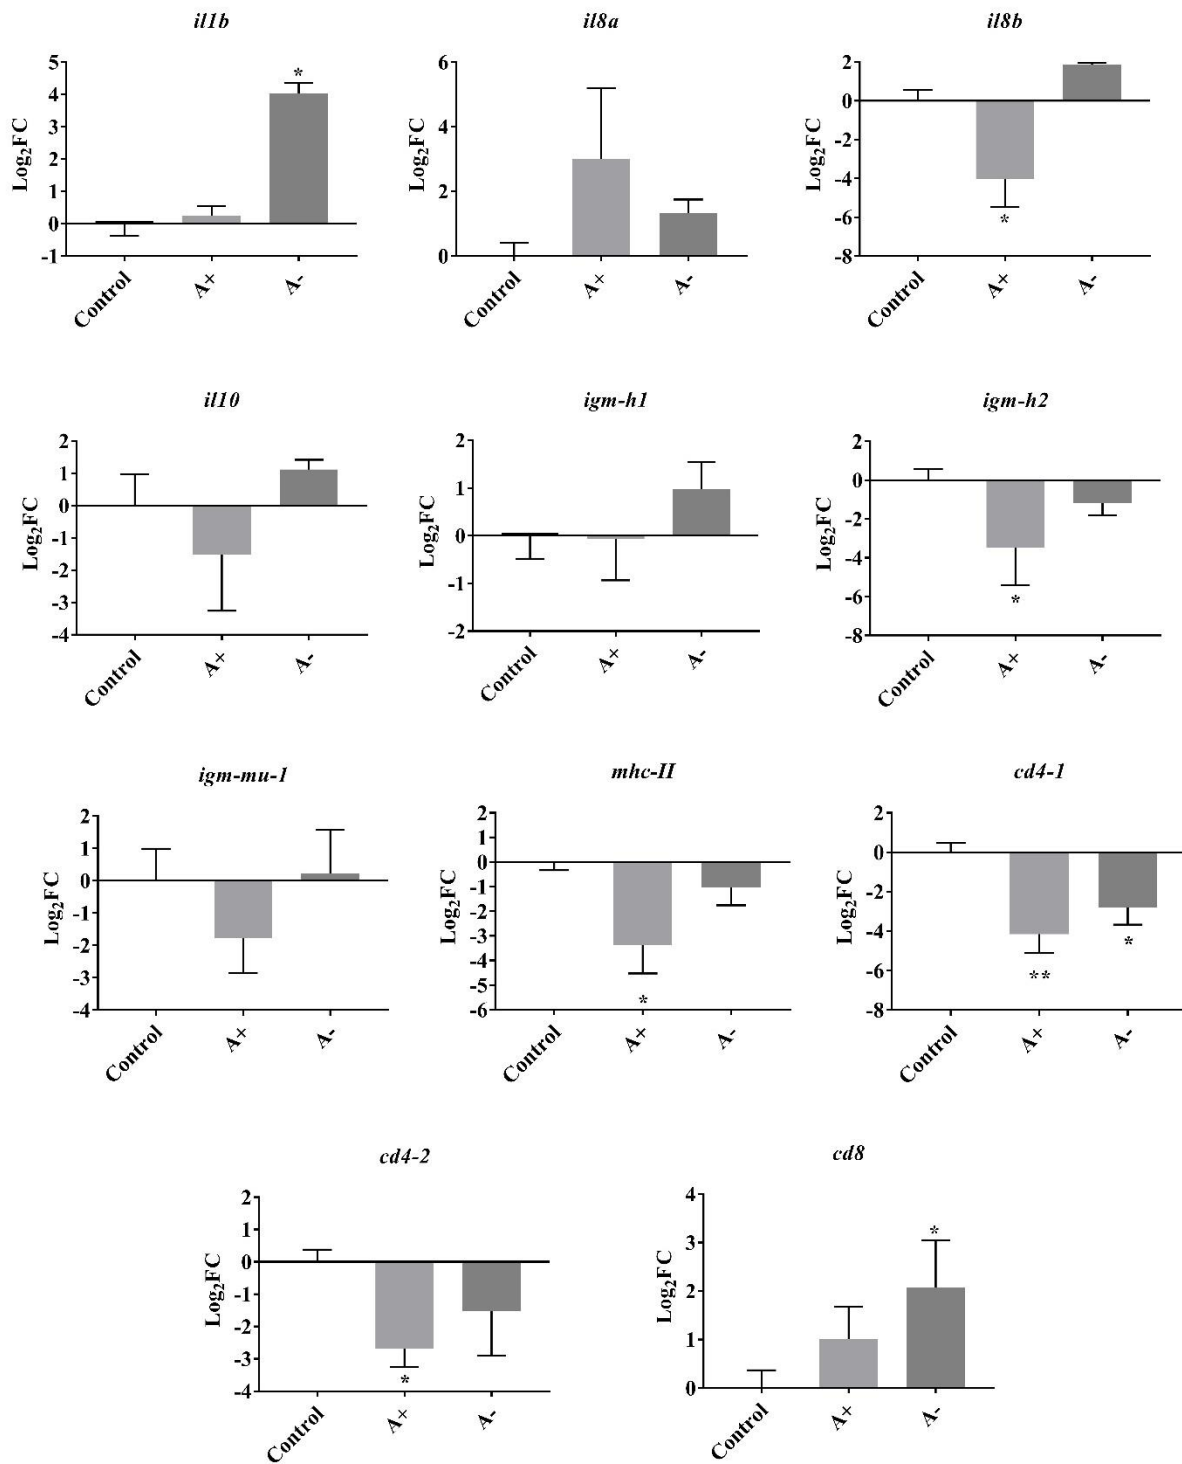 il1b
Log2FC
5
4
3
2
1
0
-1
*
Control
A+
A-
il8a
Log2FC
6
4
2
0
Control
A+
A-
il8b
Log2FC
2
0
-2
-4
-6
-8
*
Control
A+
A-
il10
Log2FC
2
1
0
-1
-2
-3
-4
Control
A+
A-
igm-h1
Log2FC
2
1
0
-1
-2
Control
A+
A-
igm-h2
Log2FC
2
0
-2
-4
-6
-8
*
Control
A+
A-
igm-mu-1
Log2FC
2
1
0
-1
-2
-3
-4
Control
A+
A-
mhc-II
Log2FC
2
1
0
-1
-2
-3
-4
-5
-6
*
Control
A+
A-
cd4-1
Log2FC
2
0
-2
-4
-6
-8
**
*
Control
A+
A-
cd4-2
Log2FC
2
1
0
-1
-2
-3
-4
*
Control
A+
A-
cd8
Log2FC
4
3
2
1
0
*
Control
A+
A-